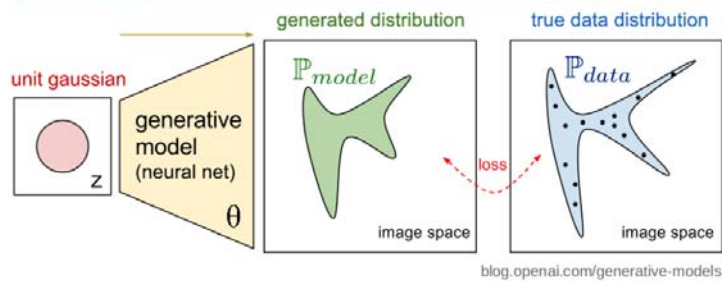 generated distribution
true data distribution
unit gaussian
z
generative
model
(neural net)
θ
ℙmodel
image space
loss
ℙdata
image space
blog.openai.com/generative-models